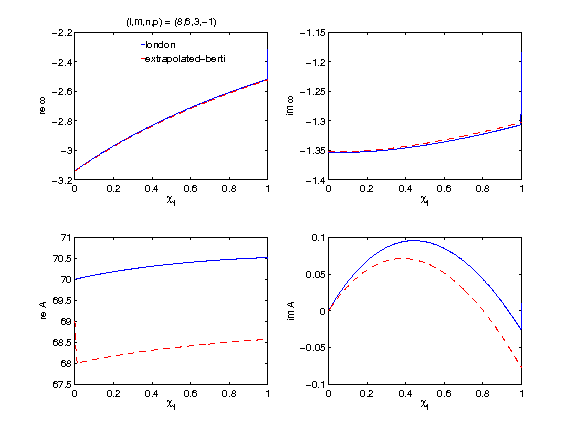 (l,m,n,p) = (8,6,3,−1)
−2.2
−2.4
−2.6
−2.8
−3
−3.2
re ω
london
extrapolated−berti
0 0.2 0.4 0.6 0.8 1
χf
−1.15
−1.2
−1.25
−1.3
−1.35
−1.4
im ω
0 0.2 0.4 0.6 0.8 1
χf
71
70.5
70
69.5
69
68.5
68
67.5
re A
0 0.2 0.4 0.6 0.8 1
χf
0.1
0.05
0
−0.05
−0.1
im A
0 0.2 0.4 0.6 0.8 1
χf